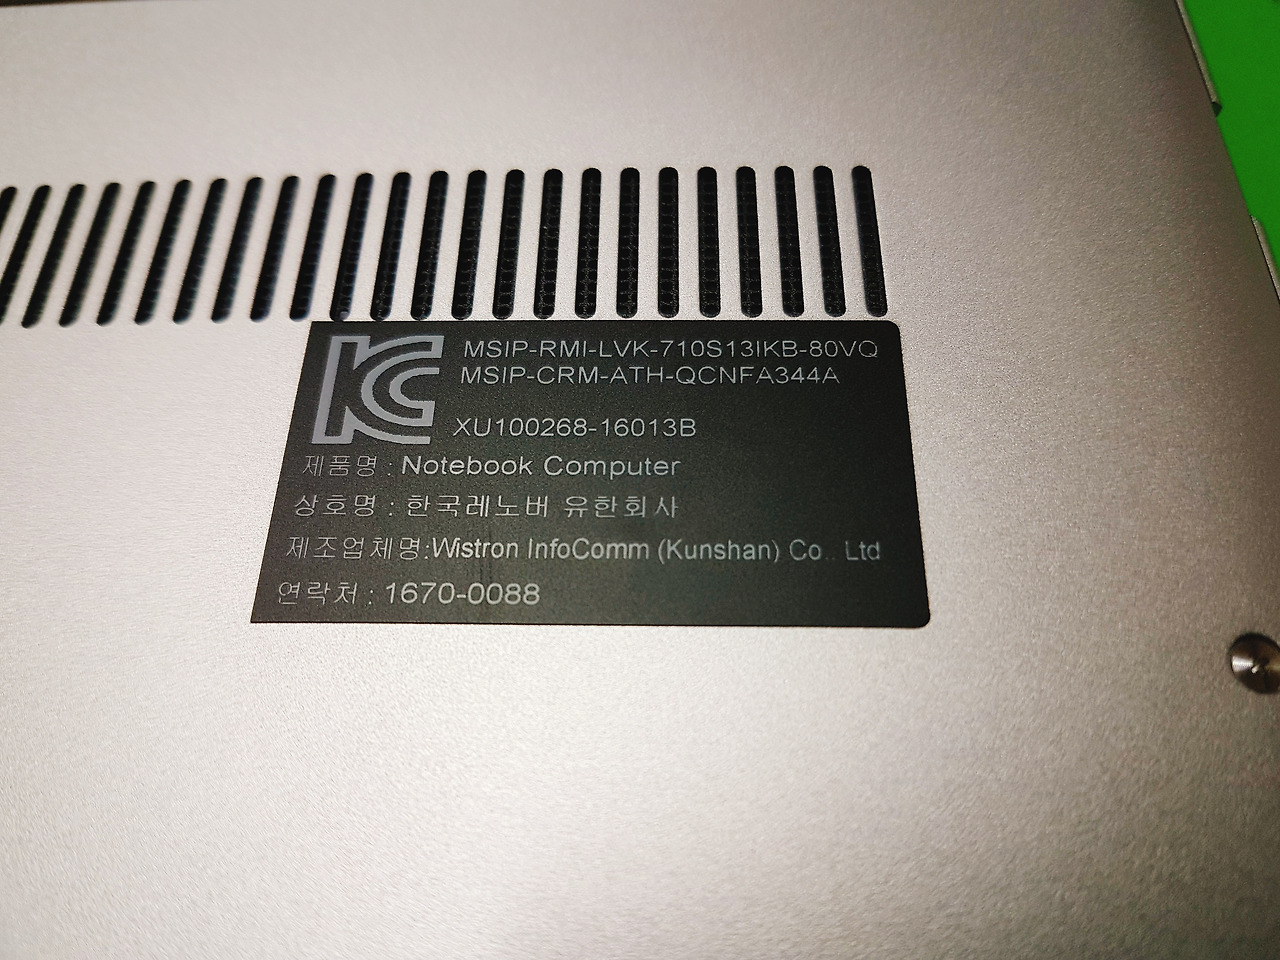 KC MSIP-RMI-LVK-710S13IKB-80VQ
MSIP-CRM-ATH-QCNFA344A
XU100268-16013B
제품명 : Notebook Computer
상호명 : 한국레노버 유한회사
제조업체명:Wistron InfoComm (Kunshan) Co., Ltd
연락처 : 1670-0088